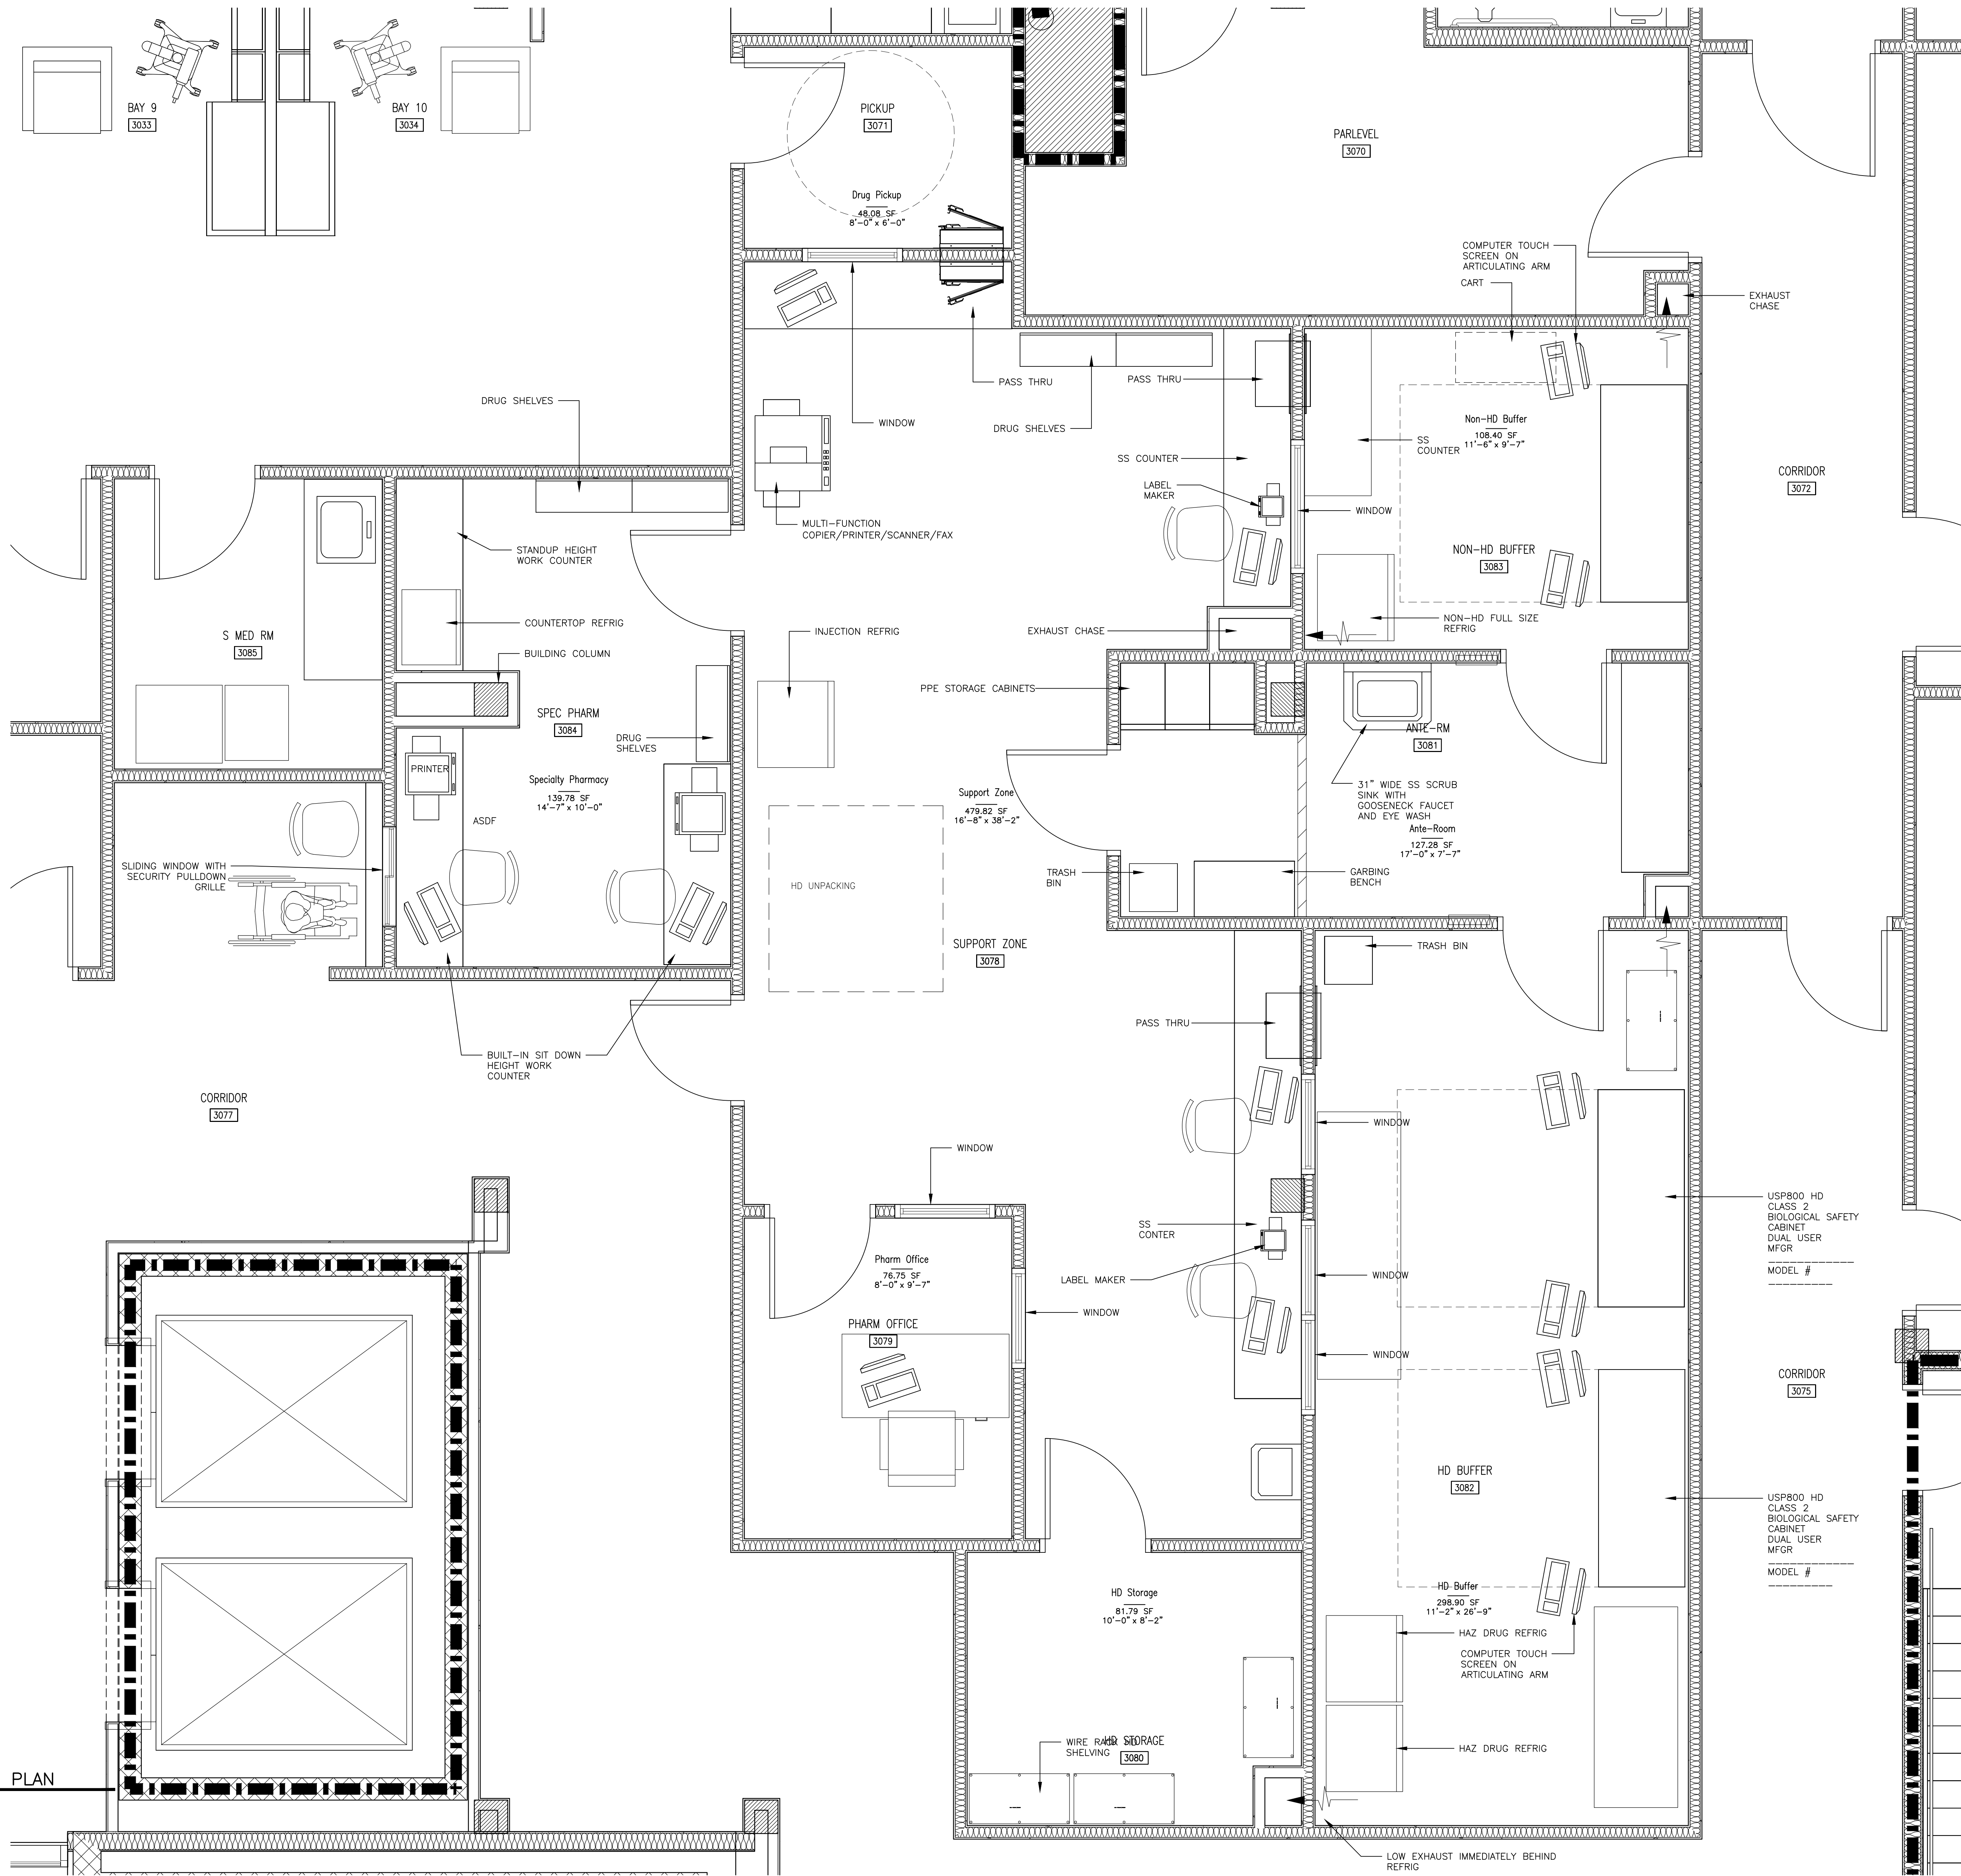 BAY 9
3033
BAY 10
3034
PICKUP
3071
Drug Pickup
48.08 SF
8'-0" x 6'-0"
PARLEVEL
3070
COMPUTER TOUCH
SCREEN ON
ARTICULATING ARM
CART
EXHAUST
CHASE
PASS THRU
PASS THRU
DRUG SHELVES
WINDOW
DRUG SHELVES
Non-HD Buffer
108.40 SF
11'-6" x 9'-7"
SS
COUNTER
SS COUNTER
CORRIDOR
3072
LABEL
MAKER
WINDOW
MULTI-FUNCTION
COPIER/PRINTER/SCANNER/FAX
STANDUP HEIGHT
WORK COUNTER
NON-HD BUFFER
3083
S MED RM
3085
COUNTERTOP REFRIG
INJECTION REFRIG
EXHAUST CHASE
NON-HD FULL SIZE
REFRIG
BUILDING COLUMN
PPE STORAGE CABINETS
SPEC PHARM
3084
DRUG
SHELVES
ANTE-RM
3081
PRINTER
Specialty Pharmacy
139.78 SF
14'-7" x 10'-0"
ASDF
Support Zone
479.82 SF
16'-8" x 38'-2"
31" WIDE SS SCRUB
SINK WITH
GOOSENECK FAUCET
AND EYE WASH
Ante-Room
127.28 SF
17'-0" x 7'-7"
SLIDING WINDOW WITH
SECURITY PULLDOWN
GRILLE
HD UNPACKING
TRASH
BIN
GARBING
BENCH
SUPPORT ZONE
3078
TRASH BIN
PASS THRU
BUILT-IN SIT DOWN
HEIGHT WORK
COUNTER
CORRIDOR
3077
WINDOW
WINDOW
USP800 HD
CLASS 2
BIOLOGICAL SAFETY
CABINET
DUAL USER
MFGR
____________
MODEL #
_________
SS
CONTER
Pharm Office
76.75 SF
8'-0" x 9'-7"
LABEL MAKER
WINDOW
WINDOW
PHARM OFFICE
3079
WINDOW
CORRIDOR
3075
HD BUFFER
3082
USP800 HD
CLASS 2
BIOLOGICAL SAFETY
CABINET
DUAL USER
MFGR
____________
MODEL #
_________
HD Storage
81.79 SF
10'-0" x 8'-2"
HD Buffer
298.90 SF
11'-2" x 26'-9"
HAZ DRUG REFRIG
COMPUTER TOUCH
SCREEN ON
ARTICULATING ARM
WIRE RACK HD
SHELVING
HD STORAGE
3080
HAZ DRUG REFRIG
PLAN
LOW EXHAUST IMMEDIATELY BEHIND
REFRIG